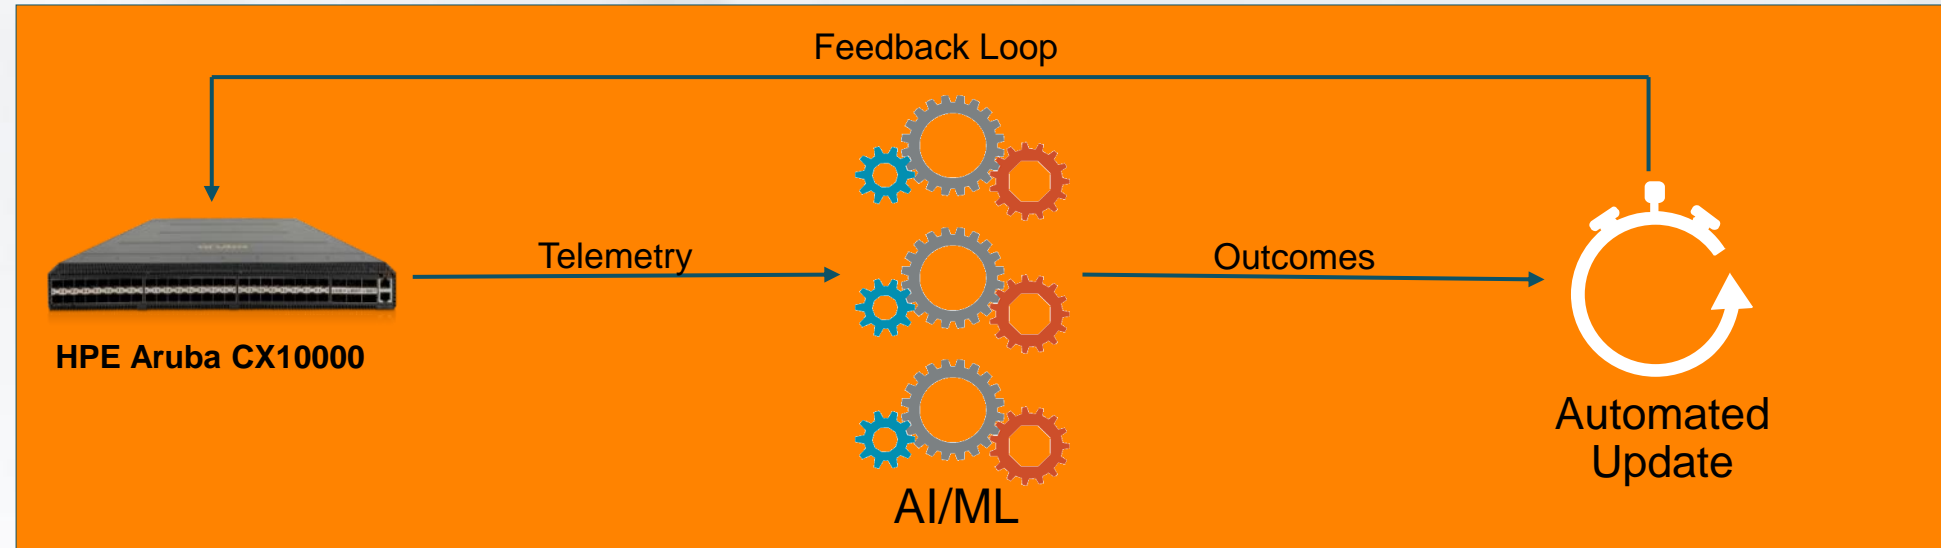 Feedback Loop
Telemetry
Outcomes
HPE Aruba CX10000
Automated
Update
AI/ML